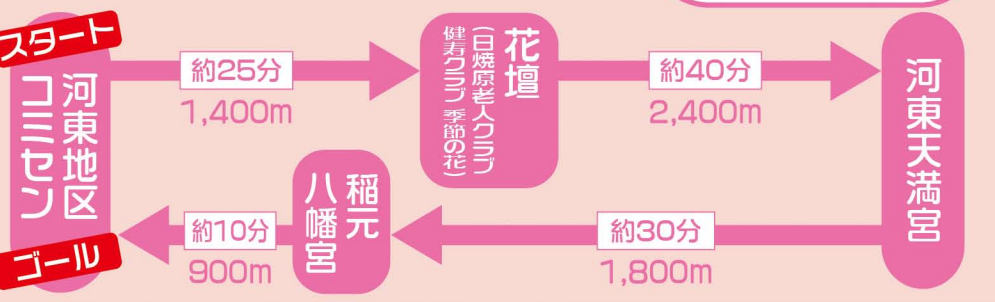 スタート
河東地区
コミセン
ゴール
約25分
1,400m
花壇
(日焼原老人クラブ
健寿クラブ 季節の花)
約40分
2,400m
河東天満宮
約30分
1,800m
稲元
八幡宮
約10分
900m